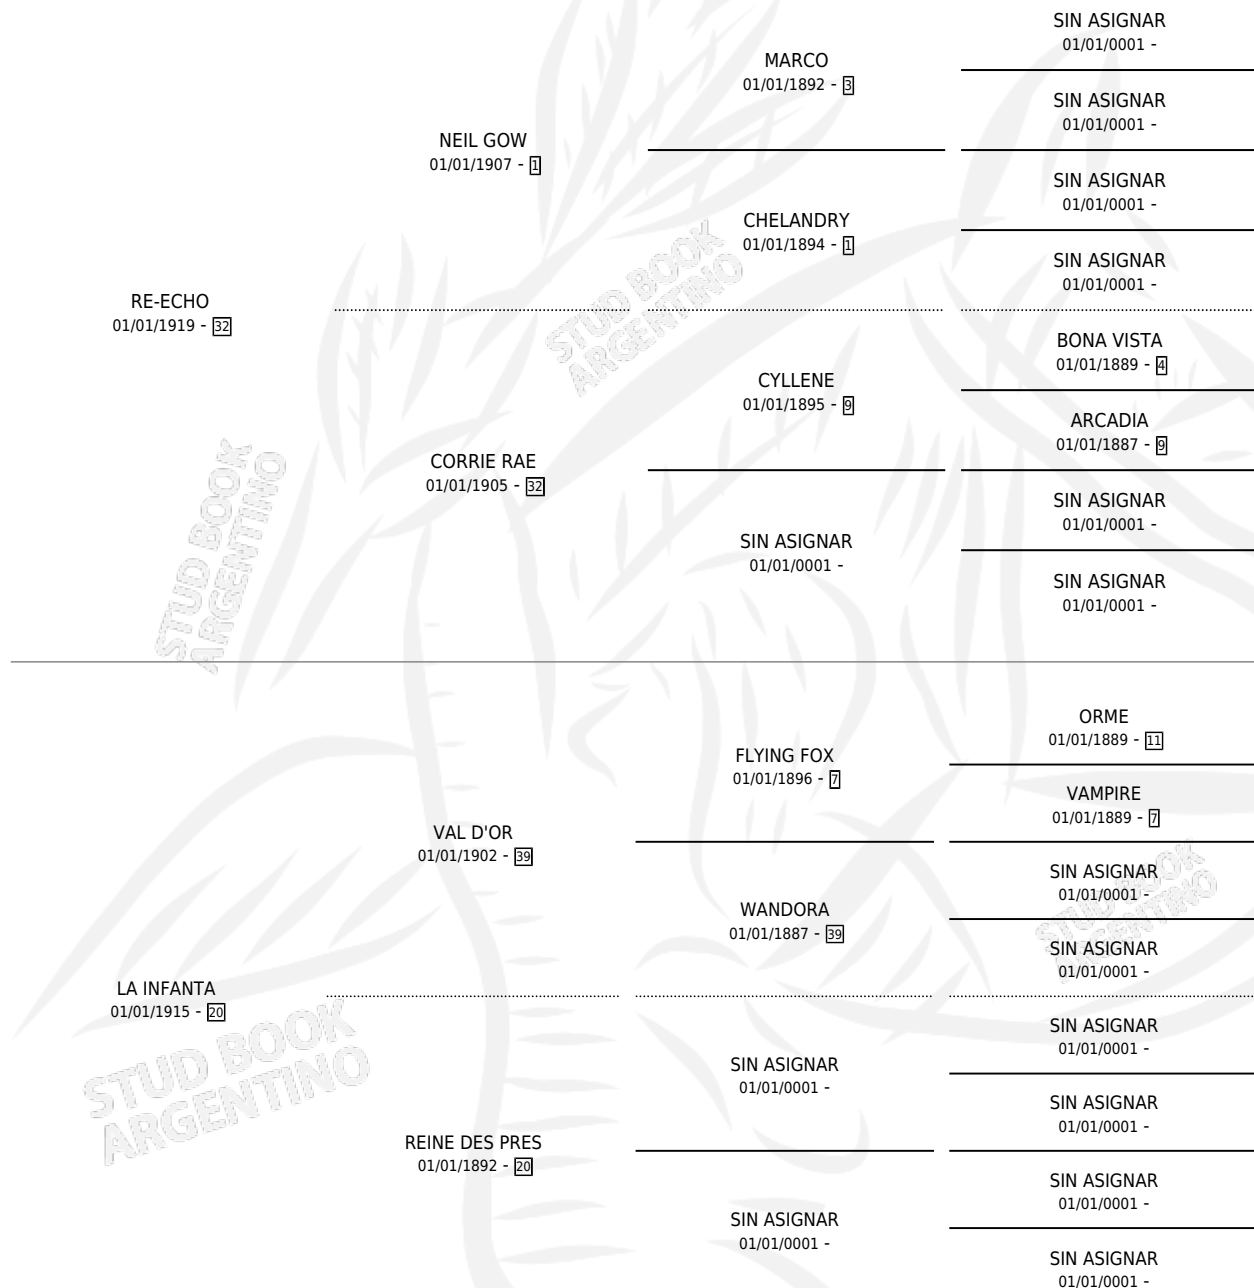 SIN ASIGNAR
01/01/0001 -
MARCO
01/01/1892 - 3
SIN ASIGNAR
01/01/0001 -
NEIL GOW
01/01/1907 - 1
SIN ASIGNAR
01/01/0001 -
CHELANDRY
01/01/1894 - 1
SIN ASIGNAR
01/01/0001 -
RE-ECHO
01/01/1919 - 32
BONA VISTA
01/01/1889 - 4
CYLLENE
01/01/1895 - 9
ARCADIA
01/01/1887 - 9
CORRIE RAE
01/01/1905 - 32
SIN ASIGNAR
01/01/0001 -
SIN ASIGNAR
01/01/0001 -
SIN ASIGNAR
01/01/0001 -
ORME
01/01/1889 - 11
FLYING FOX
01/01/1896 - 7
VAMPIRE
01/01/1889 - 7
VAL D'OR
01/01/1902 - 39
SIN ASIGNAR
01/01/0001 -
WANDORA
01/01/1887 - 39
SIN ASIGNAR
01/01/0001 -
LA INFANTA
01/01/1915 - 20
SIN ASIGNAR
01/01/0001 -
SIN ASIGNAR
01/01/0001 -
SIN ASIGNAR
01/01/0001 -
REINE DES PRES
01/01/1892 - 20
SIN ASIGNAR
01/01/0001 -
SIN ASIGNAR
01/01/0001 -
SIN ASIGNAR
01/01/0001 -
STUD BOOK
ARGENTINO
STUD BOOK
ARGENTINO
STUD BOOK
ARGENTINO
STUD BOOK
ARGENTINO